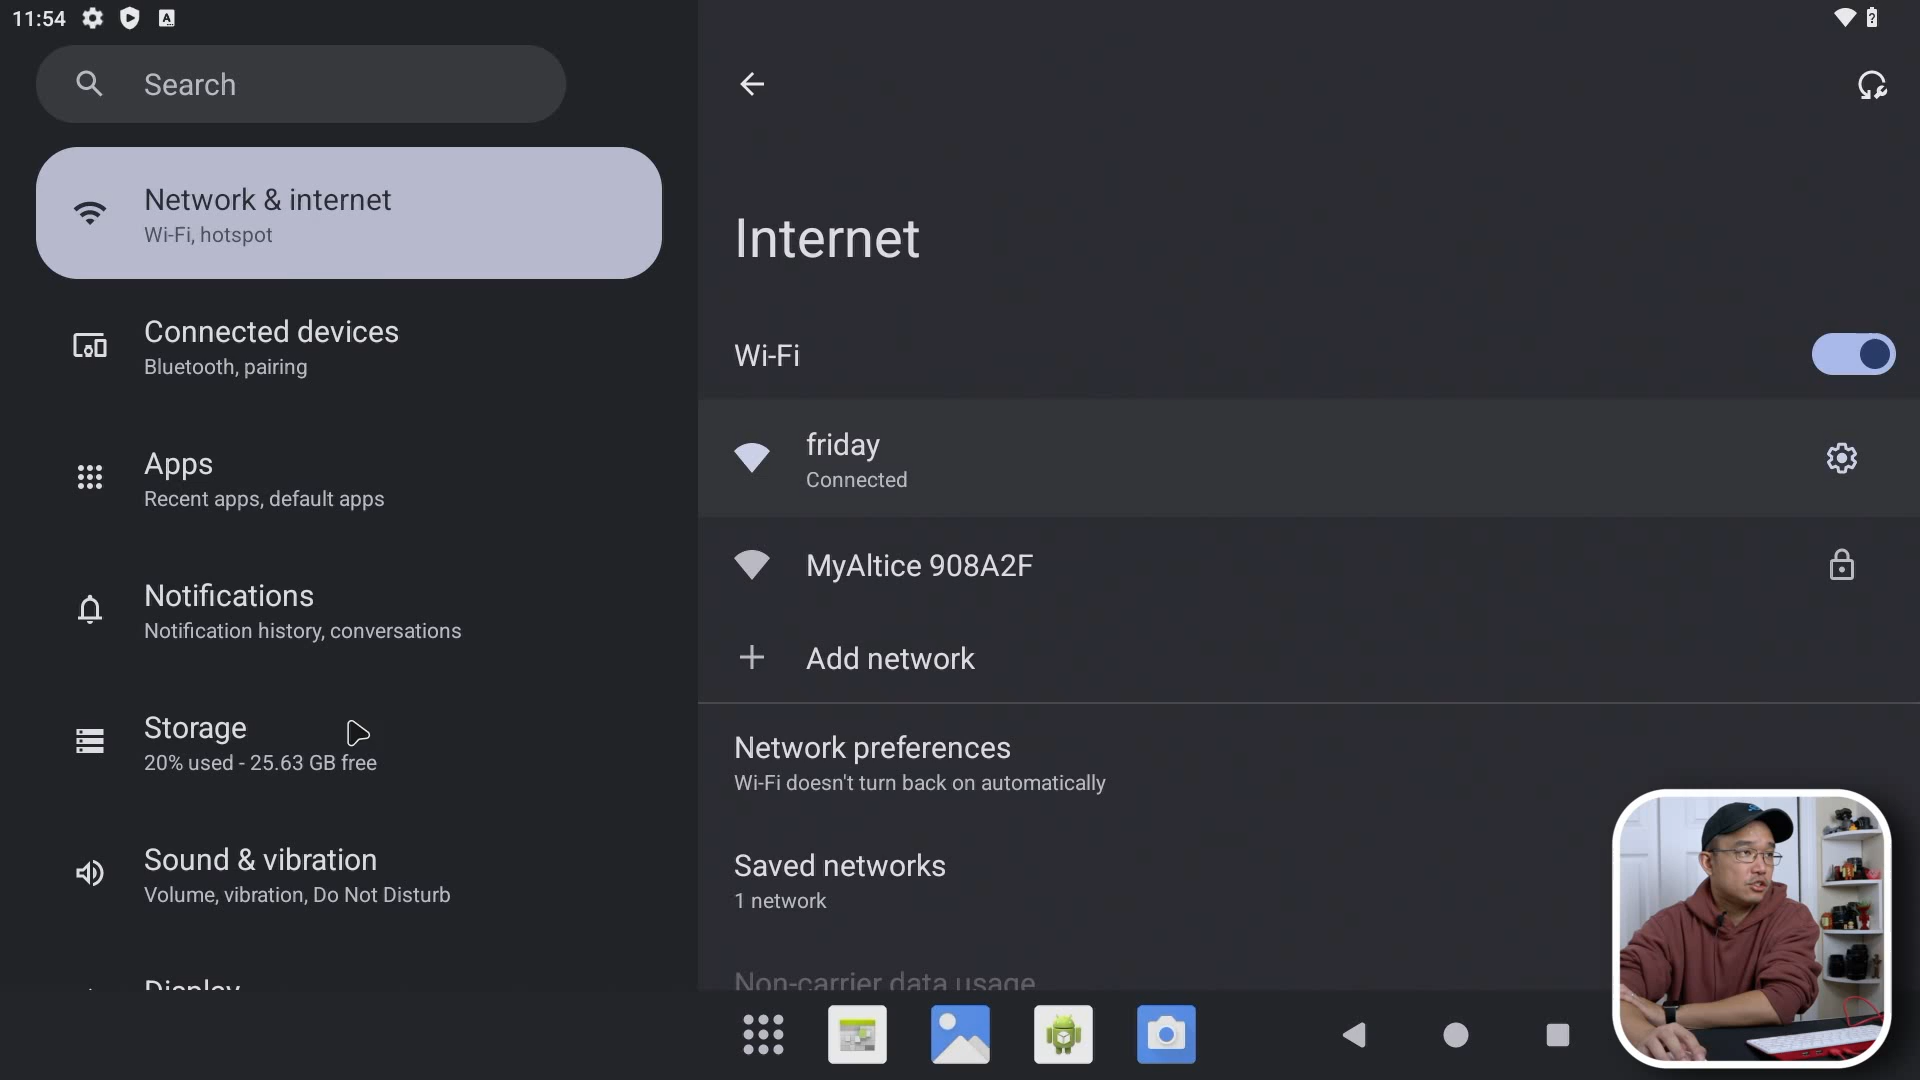 11:54
Search
Network & internet
Wi-Fi, hotspot
Connected devices
Bluetooth, pairing
Apps
Recent apps, default apps
Notifications
Notification history, conversations
Storage
20% used - 25.63 GB free
Sound & vibration
Volume, vibration, Do Not Disturb
Display
Internet
Wi-Fi
friday
Connected
MyAltice 908A2F
Add network
Network preferences
Wi-Fi doesn't turn back on automatically
Saved networks
1 network
Non-carrier data usage